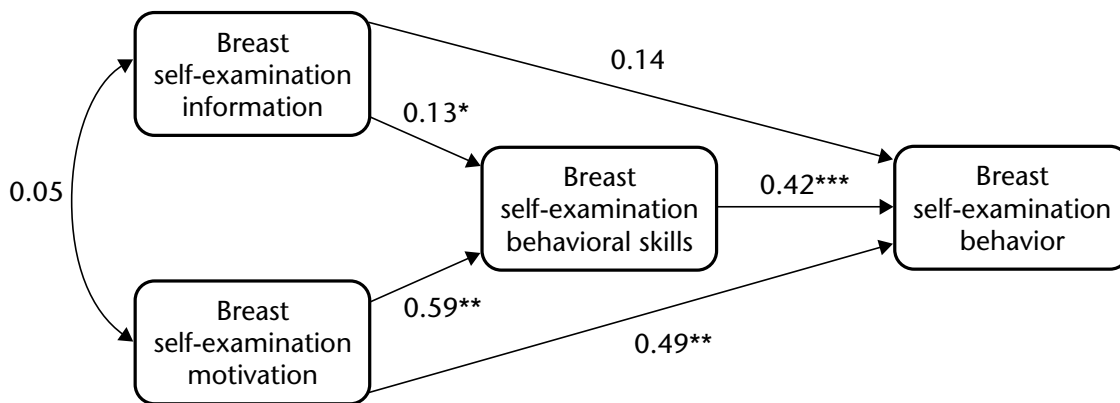 Breast
self-examination
information
0.14
0.13*
0.05
Breast
self-examination
behavioral skills
0.42***
Breast
self-examination
behavior
Breast
self-examination
motivation
0.59**
0.49**